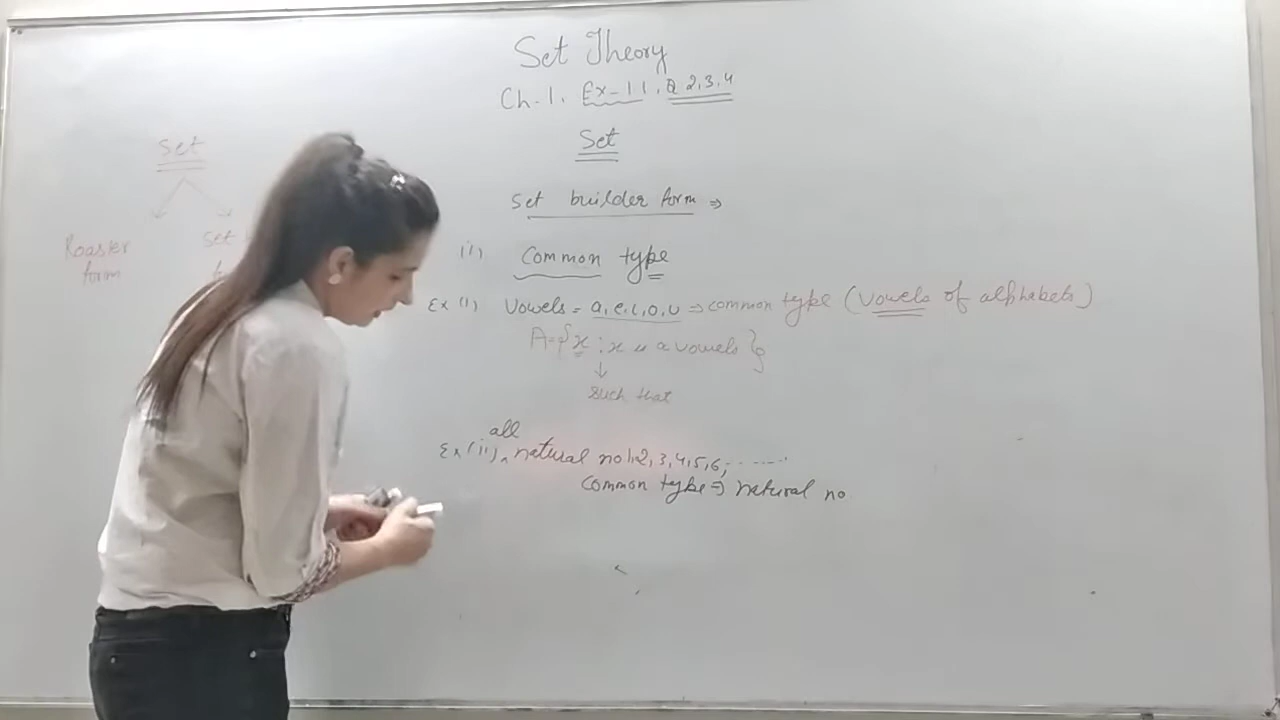 Set Theory
Ch-1. Ex-1.1. Q 2,3,4
Set
Set
Roaster
form
set
Set builder form ⇒
ii) Common type
Ex (i) Vowels = a, e, i, o, u ⇒ common type (Vowels of alphabets)
A={x : x is a vowels}
↓
such that
all
Ex (ii) ^ natural no 1,2,3,4,5,6, .......
Common type ⇒ natural no